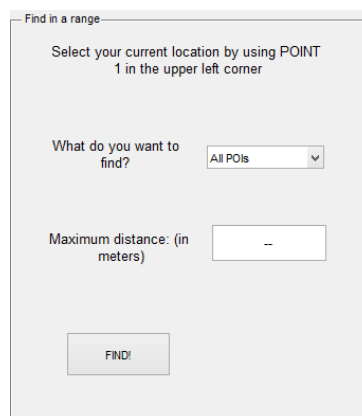 Find in a range
Select your current location by using POINT
1 in the upper left corner
What do you want to
find?
All POIs
Maximum distance: (in
meters)
--
FIND!